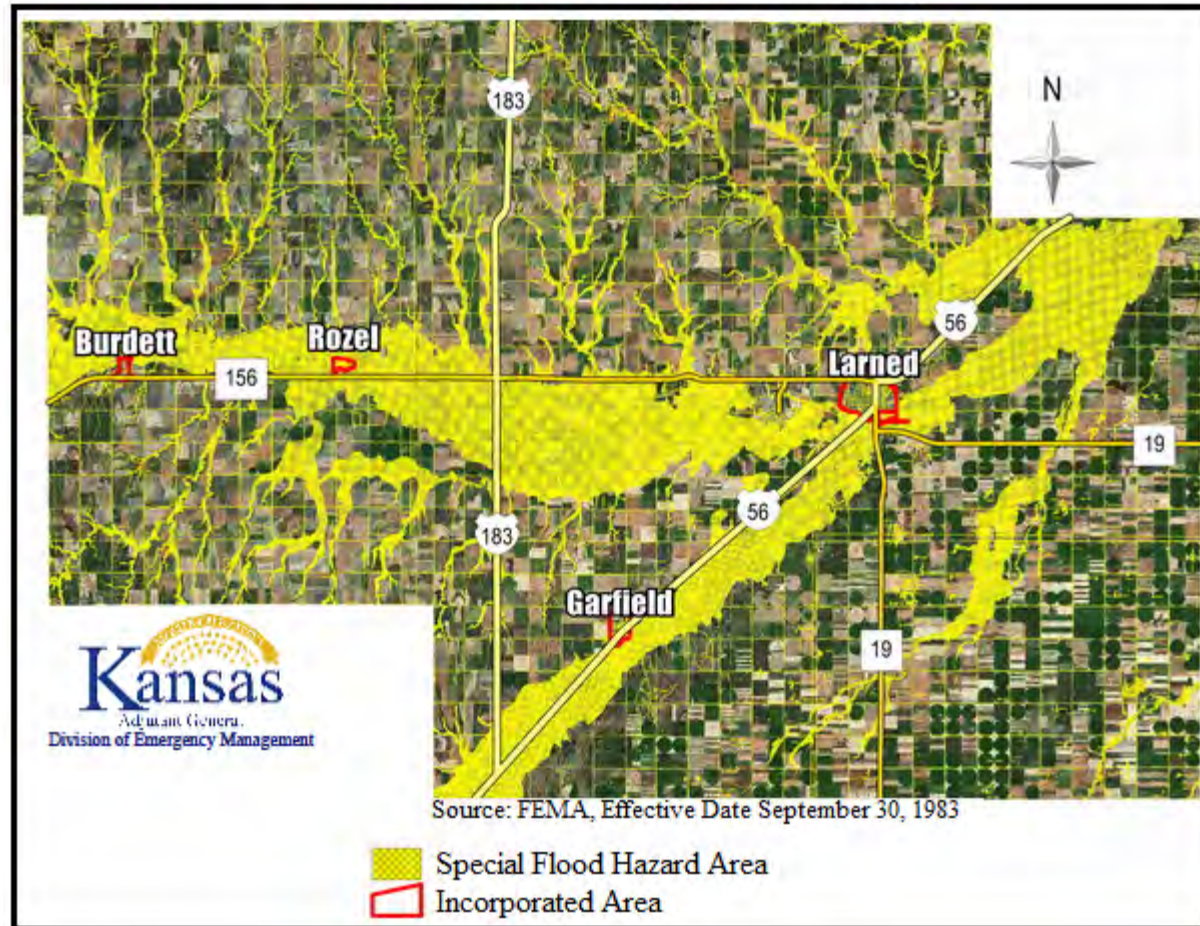 183
N
56
Burdett
Rozel
Larned
156
19
56
183
Garfield
19
Kansas
Adjutant General
Division of Emergency Management
Source: FEMA, Effective Date September 30, 1983
Special Flood Hazard Area
Incorporated Area